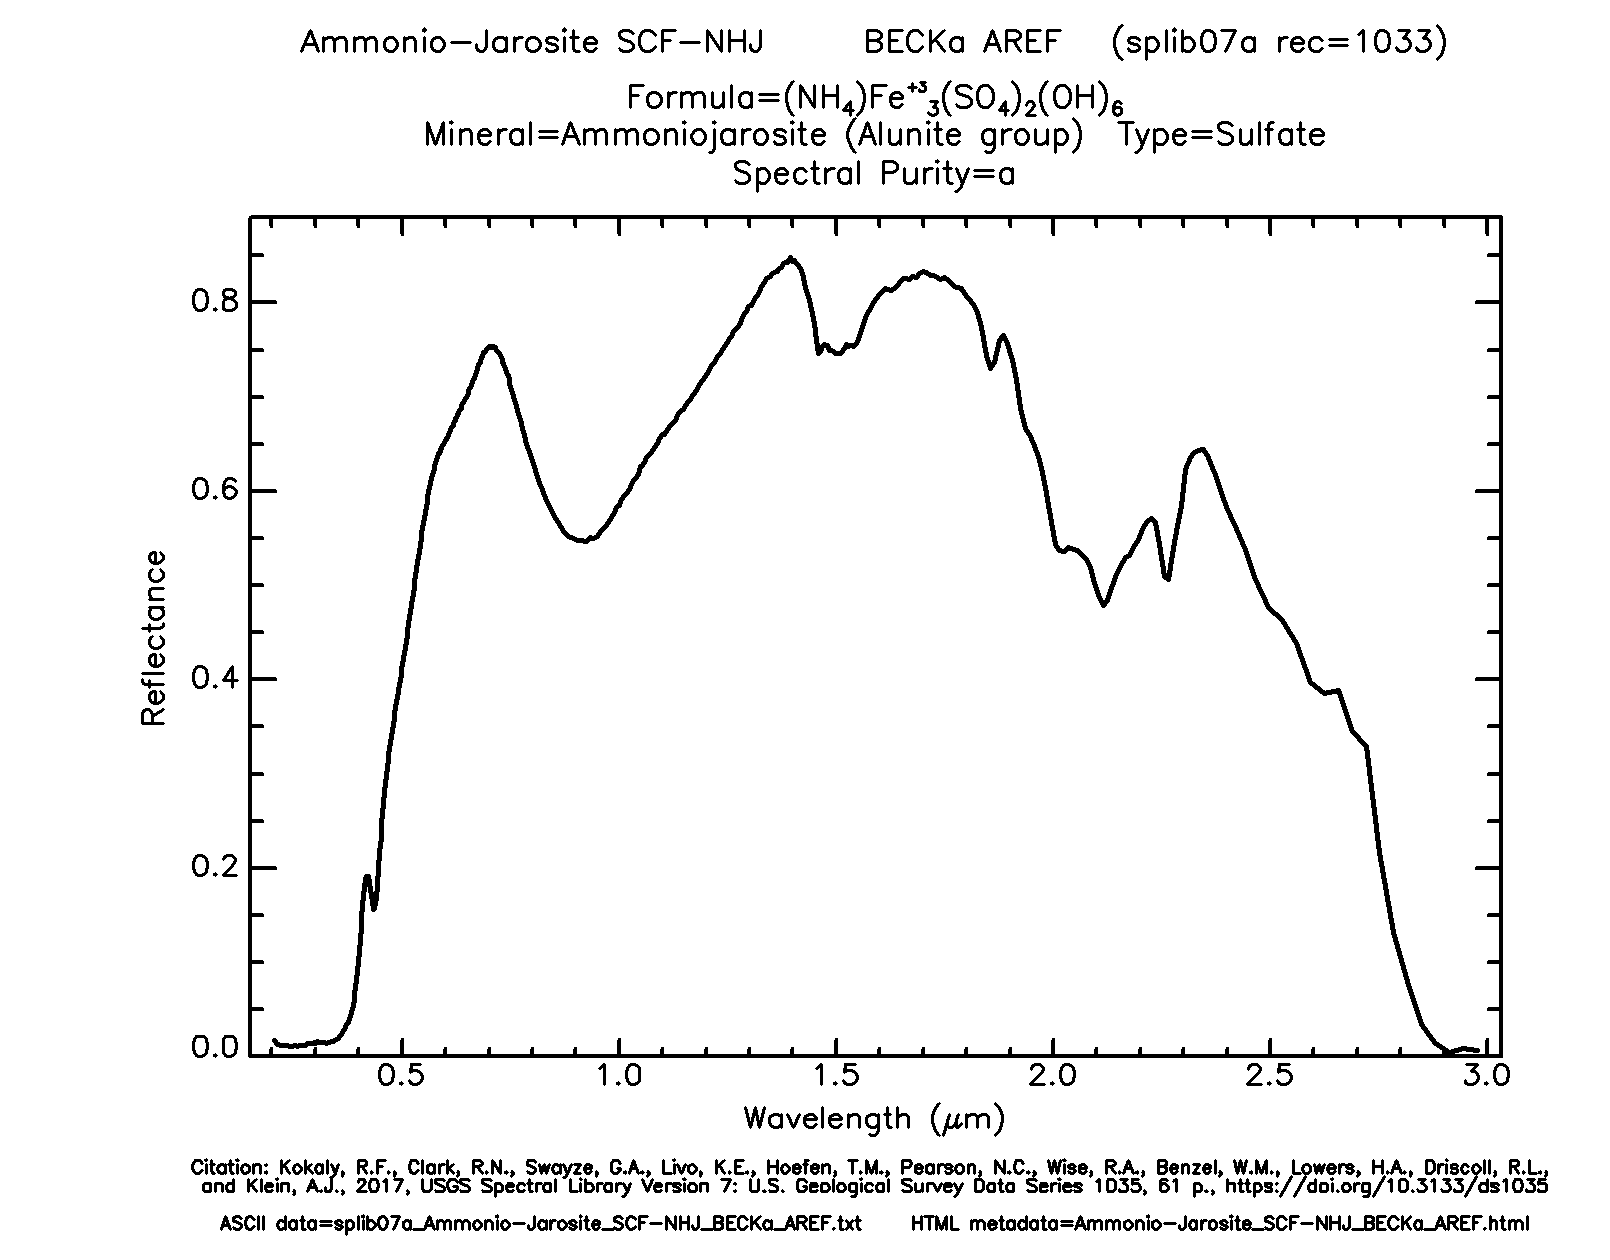 Ammonio-Jarosite SCF-NHJ BECKa AREF (splib07a rec=1033)
Formula=(NH₄)Fe⁺³₃(SO₄)₂(OH)₆
Mineral=Ammoniojarosite (Alunite group) Type=Sulfate
Spectral Purity=a
0.8
0.6
0.4
0.2
0.0
Reflectance
0.5 1.0 1.5 2.0 2.5 3.0
Wavelength (μm)
Citation: Kokaly, R.F., Clark, R.N., Swayze, G.A., Livo, K.E., Hoefen, T.M., Pearson, N.C., Wise, R.A., Benzel, W.M., Lowers, H.A., Driscoll, R.L.,
and Klein, A.J., 2017, USGS Spectral Library Version 7: U.S. Geological Survey Data Series 1035, 61 p., https://doi.org/10.3133/ds1035
ASCII data=splib07a_Ammonio-Jarosite_SCF-NHJ_BECKa_AREF.txt HTML metadata=Ammonio-Jarosite_SCF-NHJ_BECKa_AREF.html